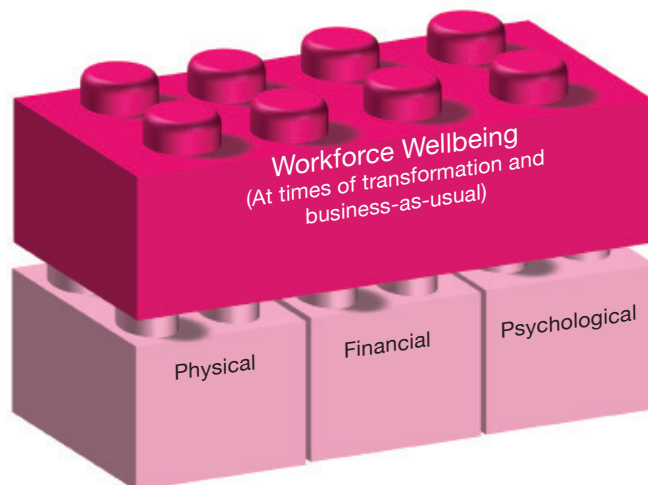 Workforce Wellbeing
(At times of transformation and
business-as-usual)
Physical
Financial
Psychological